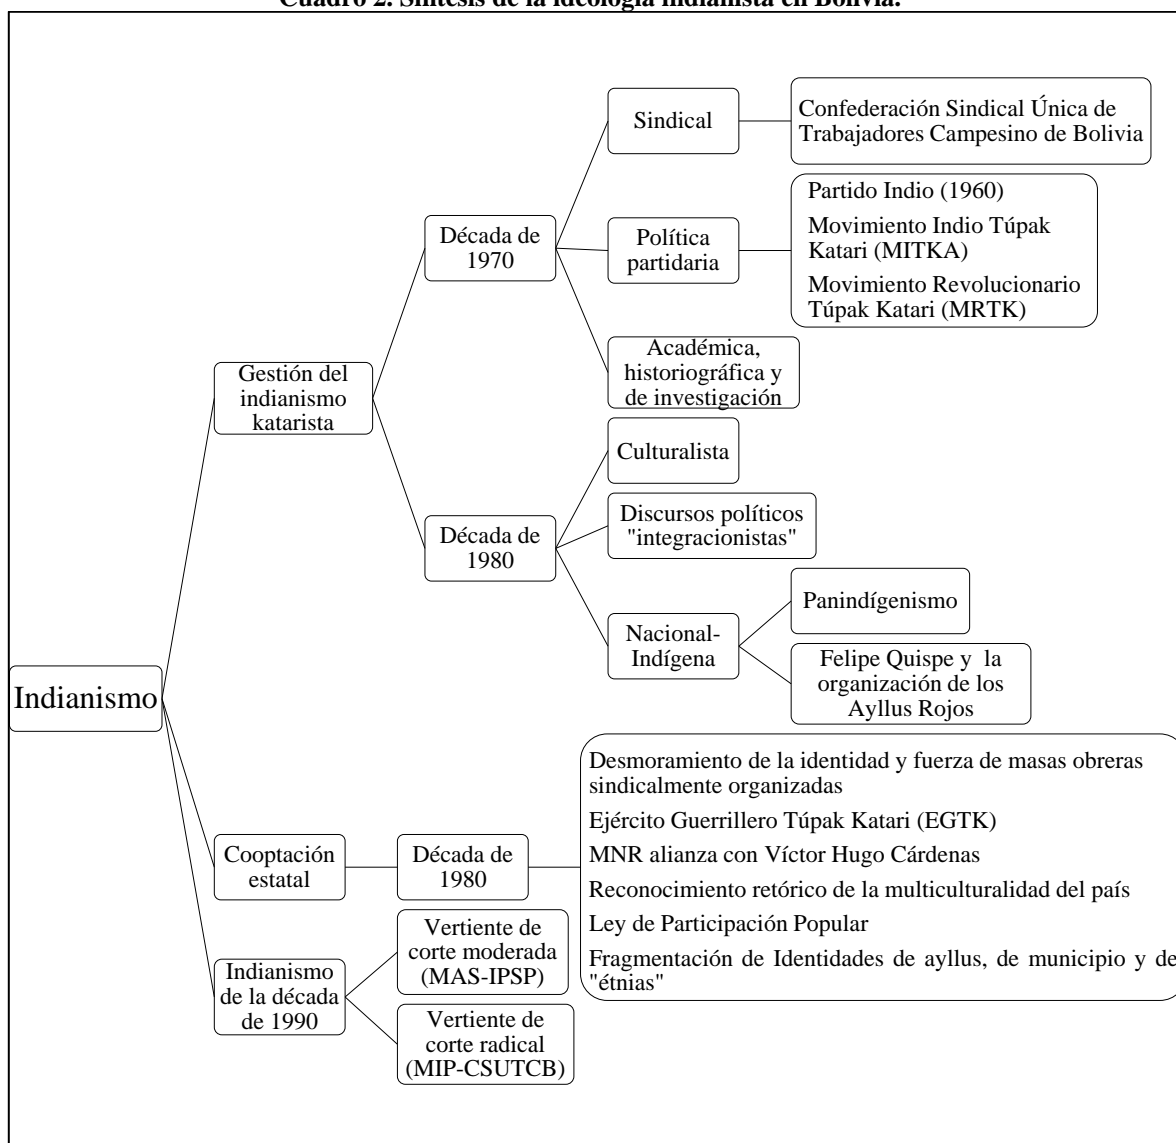 Cuadro 2. Síntesis de la ideología indianista en Bolivia.
Sindical
Confederación Sindical Única de
Trabajadores Campesino de Bolivia
Década de
1970
Política
partidaria
Partido Indio (1960)
Movimiento Indio Túpak
Katari (MITKA)
Movimiento Revolucionario
Túpak Katari (MRTK)
Académica,
historiográfica y
de investigación
Gestión del
indianismo
katarista
Culturalista
Década de
1980
Discursos políticos
"integracionistas"
Nacional-
Indígena
Panindígenismo
Felipe Quispe y la
organización de los
Ayllus Rojos
Indianismo
Cooptación
estatal
Década de
1980
Desmoramiento de la identidad y fuerza de masas obreras
sindicalmente organizadas
Ejército Guerrillero Túpak Katari (EGTK)
MNR alianza con Víctor Hugo Cárdenas
Reconocimiento retórico de la multiculturalidad del país
Ley de Participación Popular
Fragmentación de Identidades de ayllus, de municipio y de
"étnias"
Indianismo
de la década
de 1990
Vertiente de
corte moderada
(MAS-IPSP)
Vertiente de
corte radical
(MIP-CSUTCB)